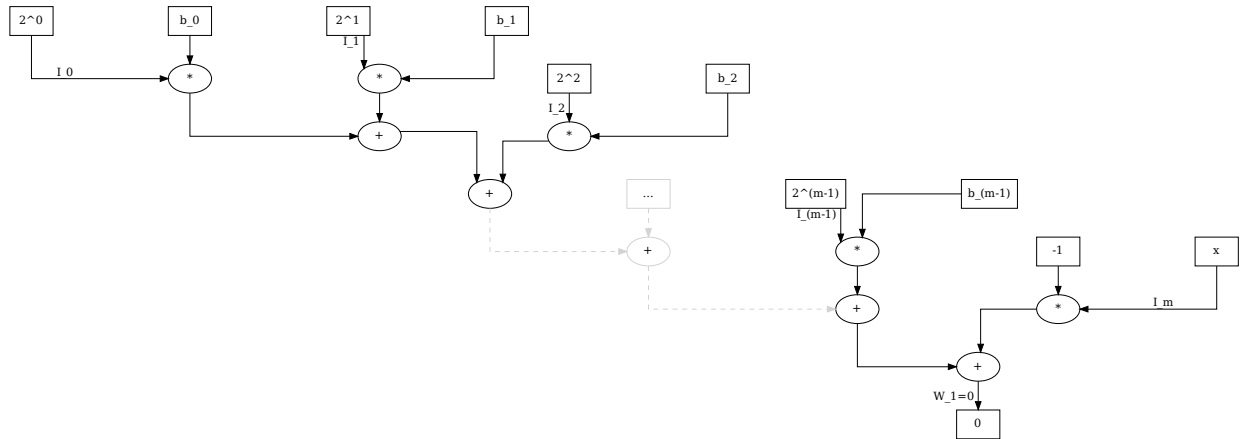 2^0
b_0
2^1
b_1
I_0
*
I_1
*
2^2
b_2
+
I_2
*
+
...
2^(m-1)
b_(m-1)
I_(m-1)
+
*
-1
x
+
*
I_m
+
W_1=0
0